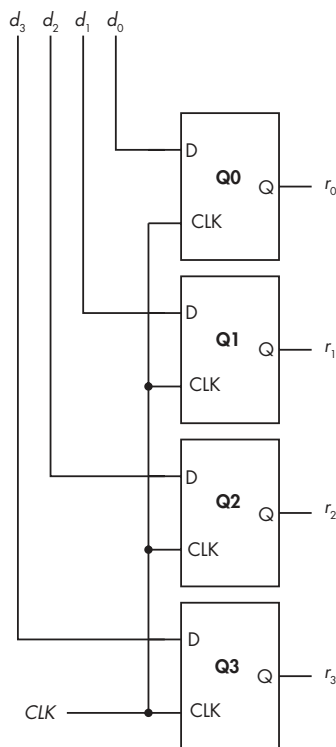 d₃ d₂ d₁ d₀
D
Q0
Q r₀
CLK
D
Q1
Q r₁
CLK
D
Q2
Q r₂
CLK
D
Q3
Q r₃
CLK CLK